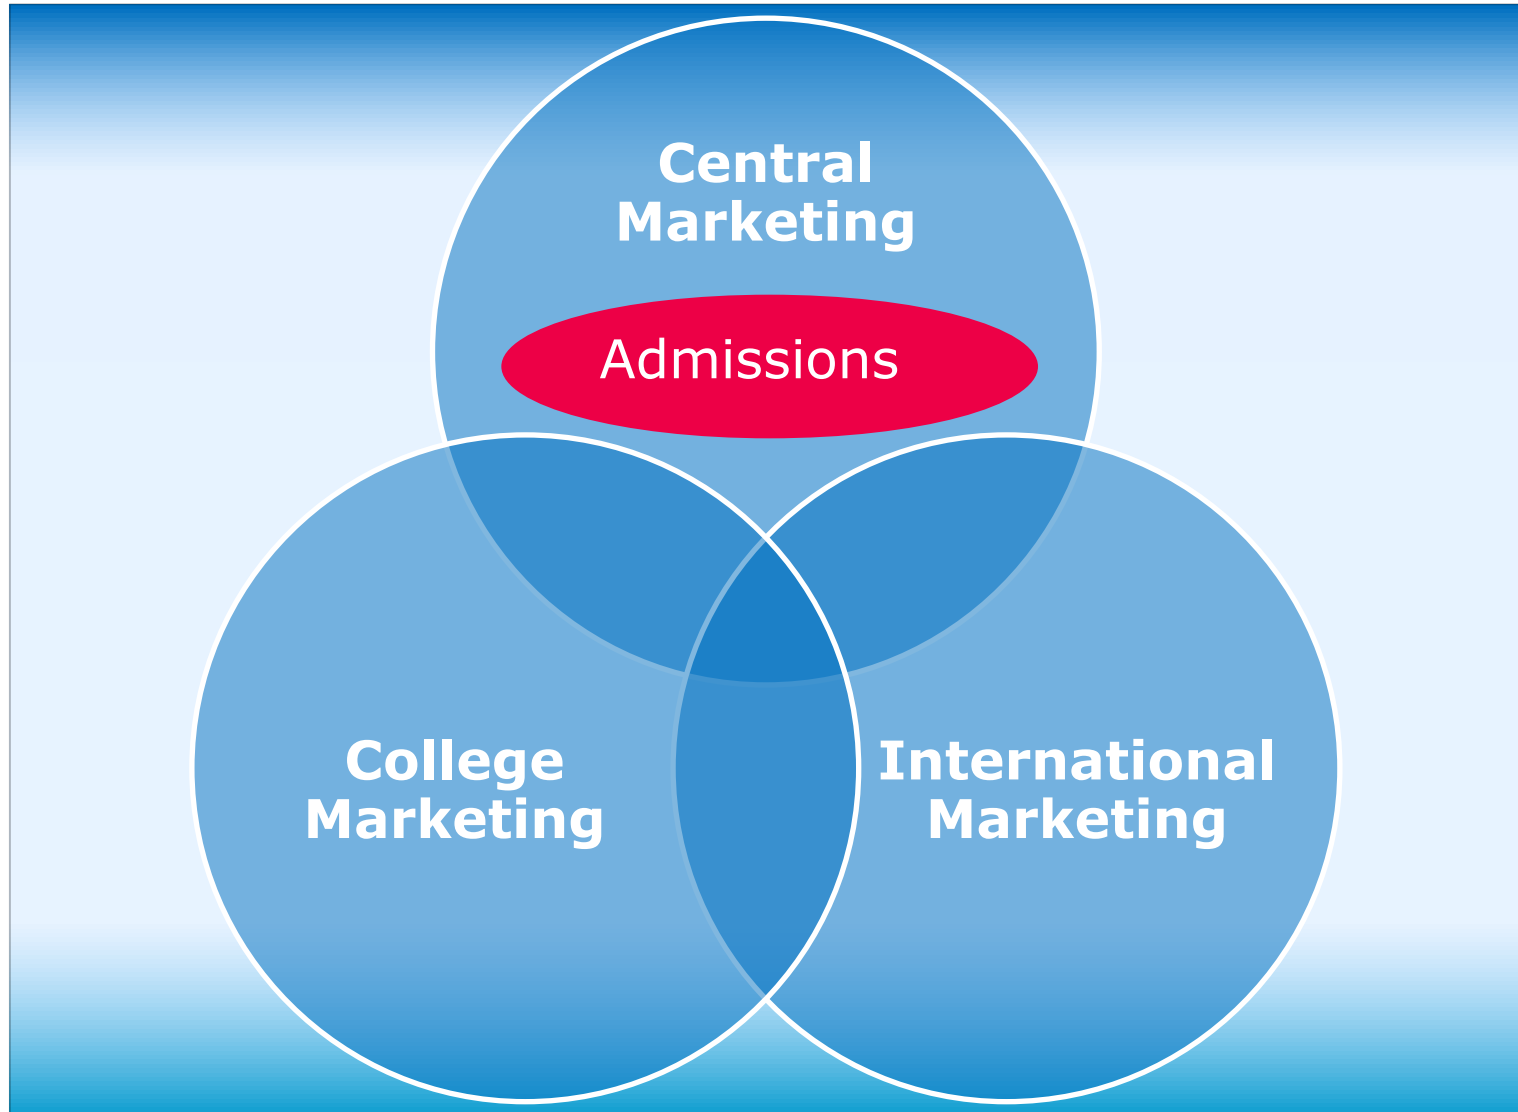 Central
Marketing
Admissions
College
Marketing
International
Marketing